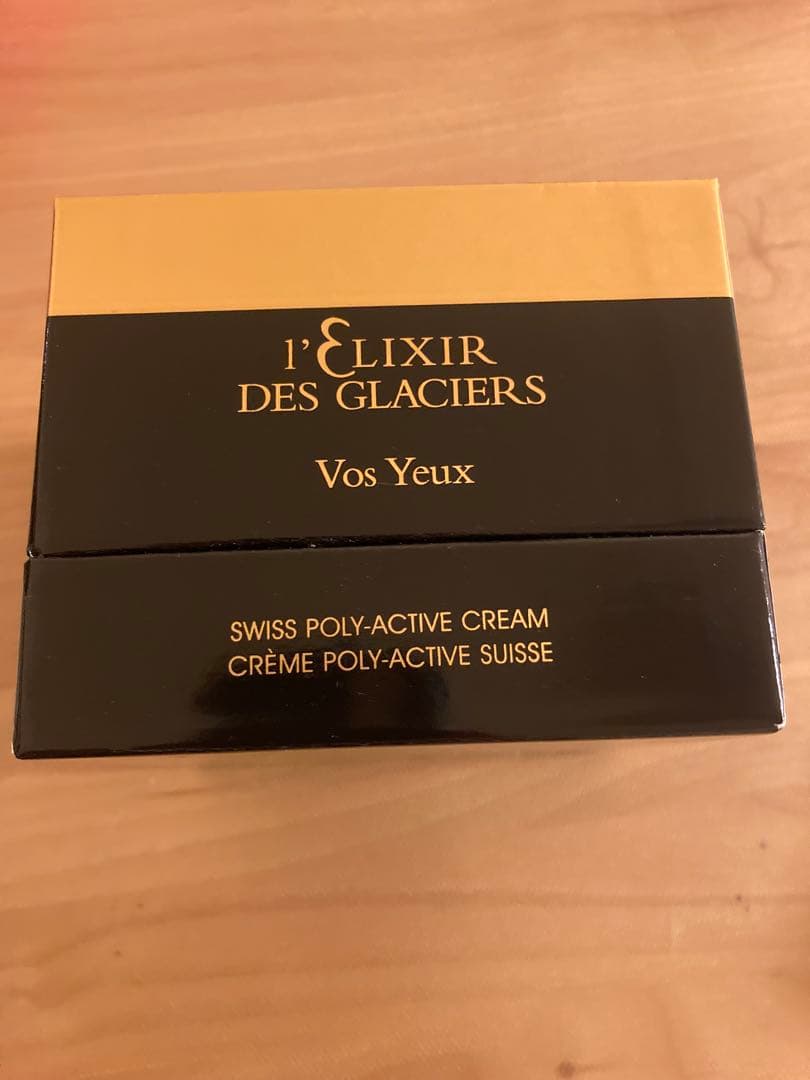 l'ELIXIR
DES GLACIERS
Vos Yeux
SWISS POLY-ACTIVE CREAM
CRÈME POLY-ACTIVE SUISSE